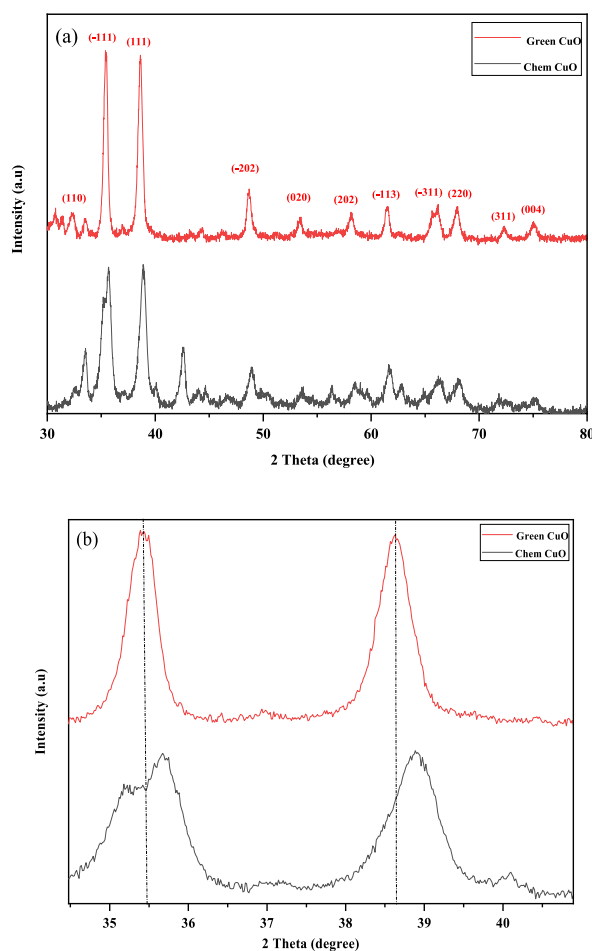 (a)
Green CuO
Chem CuO
(-111)
(111)
(110)
(-202)
(020)
(202)
(-113)
(-311)
(220)
(311)
(004)
Intensity (a.u)
30 40 50 60 70 80
2 Theta (degree)
(b)
Green CuO
Chem CuO
Intensity (a.u)
35 36 37 38 39 40
2 Theta (degree)